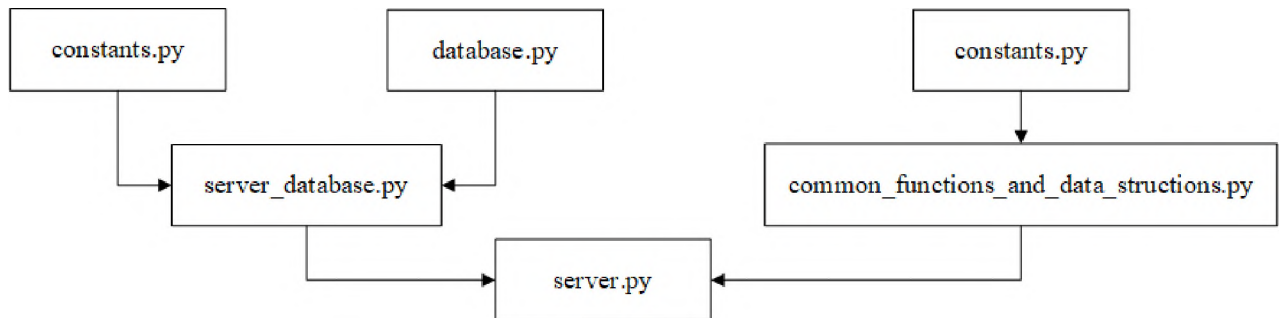 constants.py
database.py
constants.py
server_database.py
common_functions_and_data_structions.py
server.py